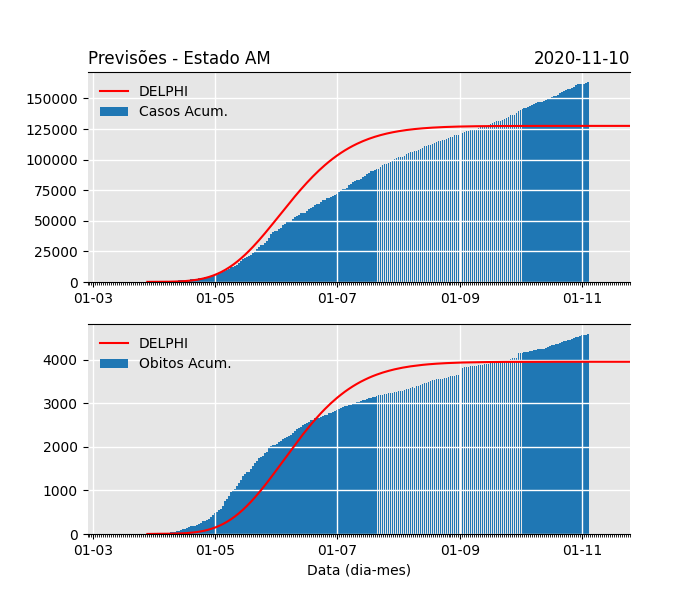 Previsões - Estado AM 2020-11-10
DELPHI
Casos Acum.
150000
125000
100000
75000
50000
25000
0
01-03 01-05 01-07 01-09 01-11
DELPHI
Obitos Acum.
4000
3000
2000
1000
0
01-03 01-05 01-07 01-09 01-11
Data (dia-mes)